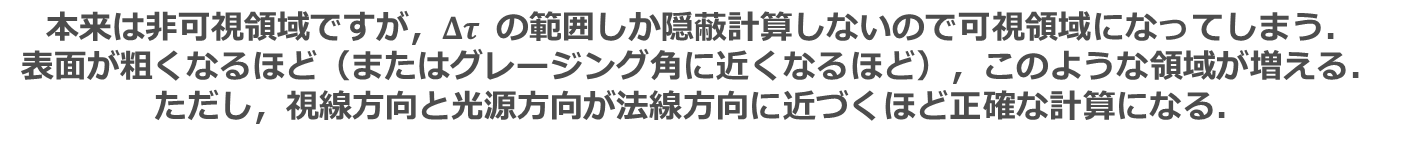 本来は非可視領域ですが，Δτ の範囲しか隠蔽計算しないので可視領域になってしまう．
表面が粗くなるほど（またはグレージング角に近くなるほど），このような領域が増える．
ただし，視線方向と光源方向が法線方向に近づくほど正確な計算になる．